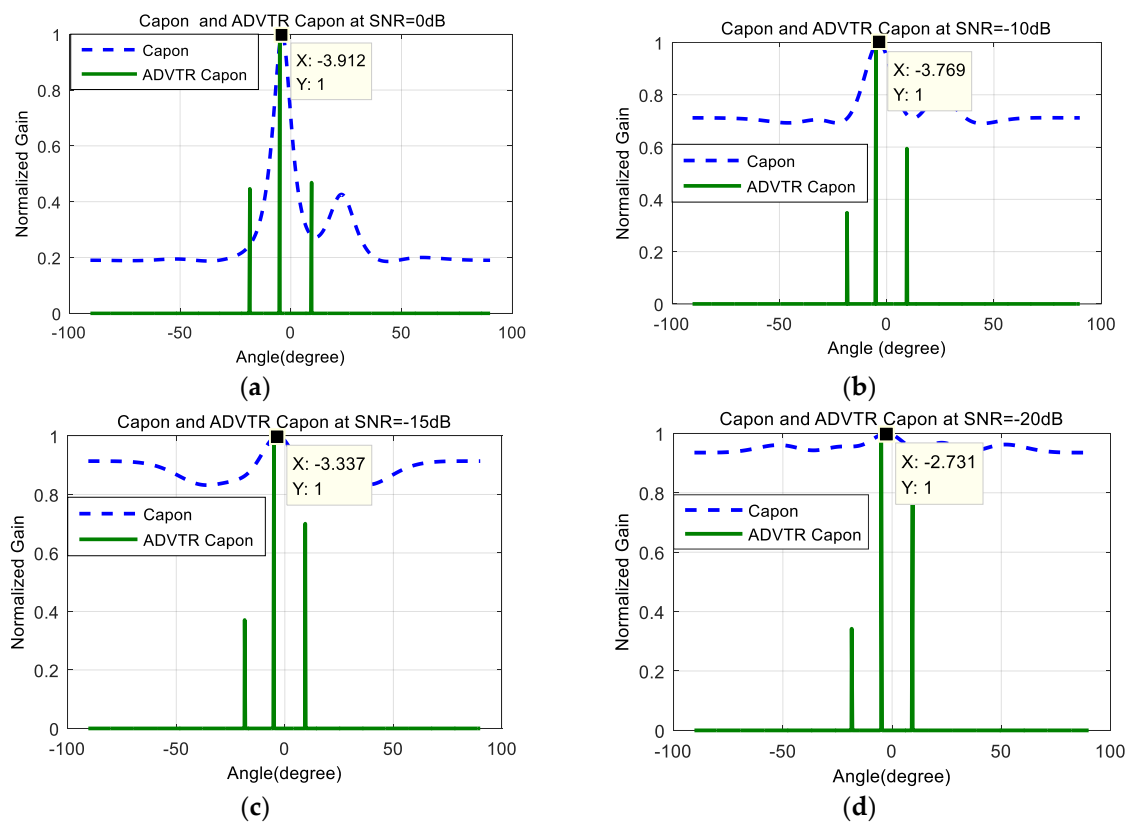 Capon  and ADVTR Capon at SNR=0dB
1
0.8
0.6
0.4
0.2
0
Normalized Gain
Capon
ADVTR Capon
X: -3.912
Y: 1
-100
-50
0
50
100
Angle(degree)
(a)
Capon and ADVTR Capon at SNR=-10dB
1
0.8
0.6
0.4
0.2
0
Normalized Gain
Capon
ADVTR Capon
X: -3.769
Y: 1
-100
-50
0
50
100
Angle (degree)
(b)
Capon and ADVTR Capon at SNR=-15dB
1
0.8
0.6
0.4
0.2
0
Normalized Gain
Capon
ADVTR Capon
X: -3.337
Y: 1
-100
-50
0
50
100
Angle(degree)
(c)
Capon and ADVTR Capon at SNR=-20dB
1
0.8
0.6
0.4
0.2
0
Normalized Gain
Capon
ADVTR Capon
X: -2.731
Y: 1
-100
-50
0
50
100
Angle(degree)
(d)